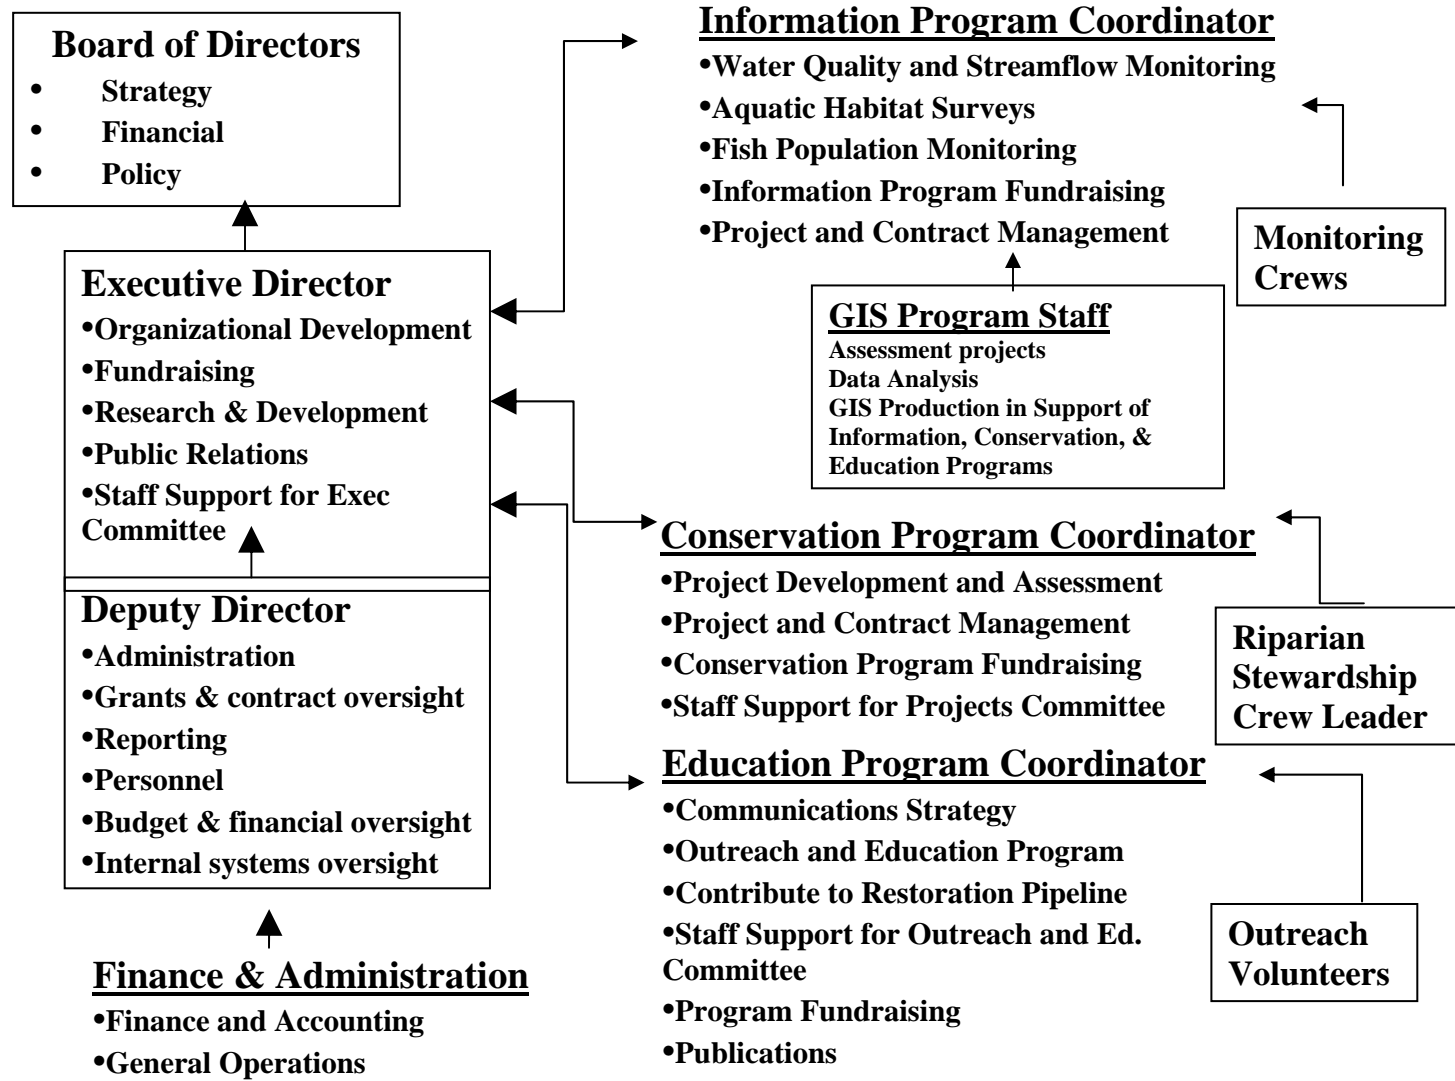 Board of Directors
• Strategy
• Financial
• Policy
Executive Director
•Organizational Development
•Fundraising
•Research & Development
•Public Relations
•Staff Support for Exec
Committee
Deputy Director
•Administration
•Grants & contract oversight
•Reporting
•Personnel
•Budget & financial oversight
•Internal systems oversight
Finance & Administration
•Finance and Accounting
•General Operations
Information Program Coordinator
•Water Quality and Streamflow Monitoring
•Aquatic Habitat Surveys
•Fish Population Monitoring
•Information Program Fundraising
•Project and Contract Management
Monitoring
Crews
GIS Program Staff
Assessment projects
Data Analysis
GIS Production in Support of
Information, Conservation, &
Education Programs
Conservation Program Coordinator
•Project Development and Assessment
•Project and Contract Management
•Conservation Program Fundraising
•Staff Support for Projects Committee
Riparian
Stewardship
Crew Leader
Education Program Coordinator
•Communications Strategy
•Outreach and Education Program
•Contribute to Restoration Pipeline
•Staff Support for Outreach and Ed.
Committee
•Program Fundraising
•Publications
Outreach
Volunteers